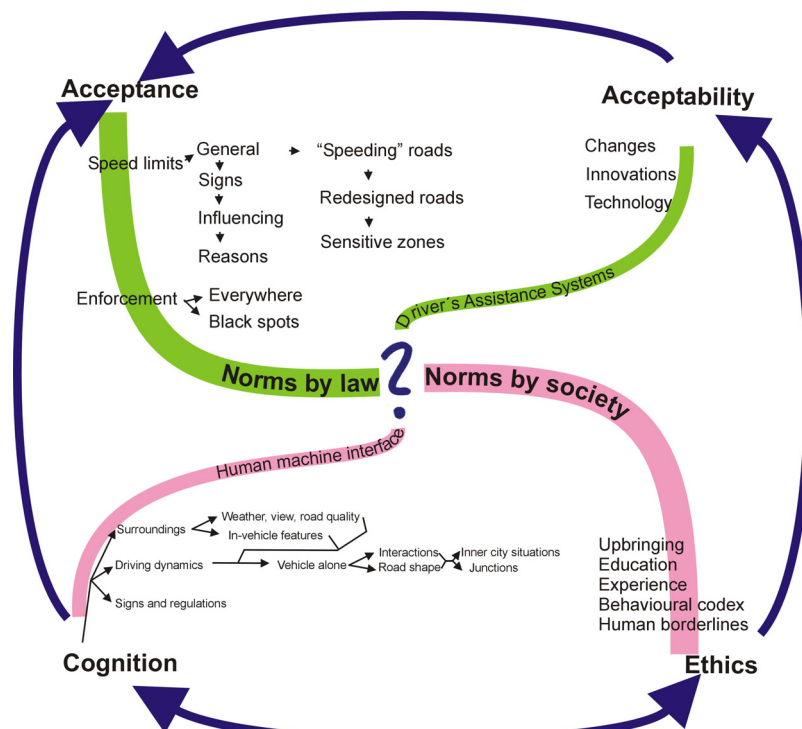 Acceptance
Acceptability
Speed limits
General
Signs
Influencing
Reasons
"Speeding" roads
Redesigned roads
Sensitive zones
Changes
Innovations
Technology
Enforcement
Everywhere
Black spots
Driver´s Assistance Systems
Norms by law
?
Norms by society
Human machine interface
Surroundings
Weather, view, road quality
In-vehicle features
Driving dynamics
Vehicle alone
Interactions
Road shape
Inner city situations
Junctions
Signs and regulations
Upbringing
Education
Experience
Behavioural codex
Human borderlines
Cognition
Ethics